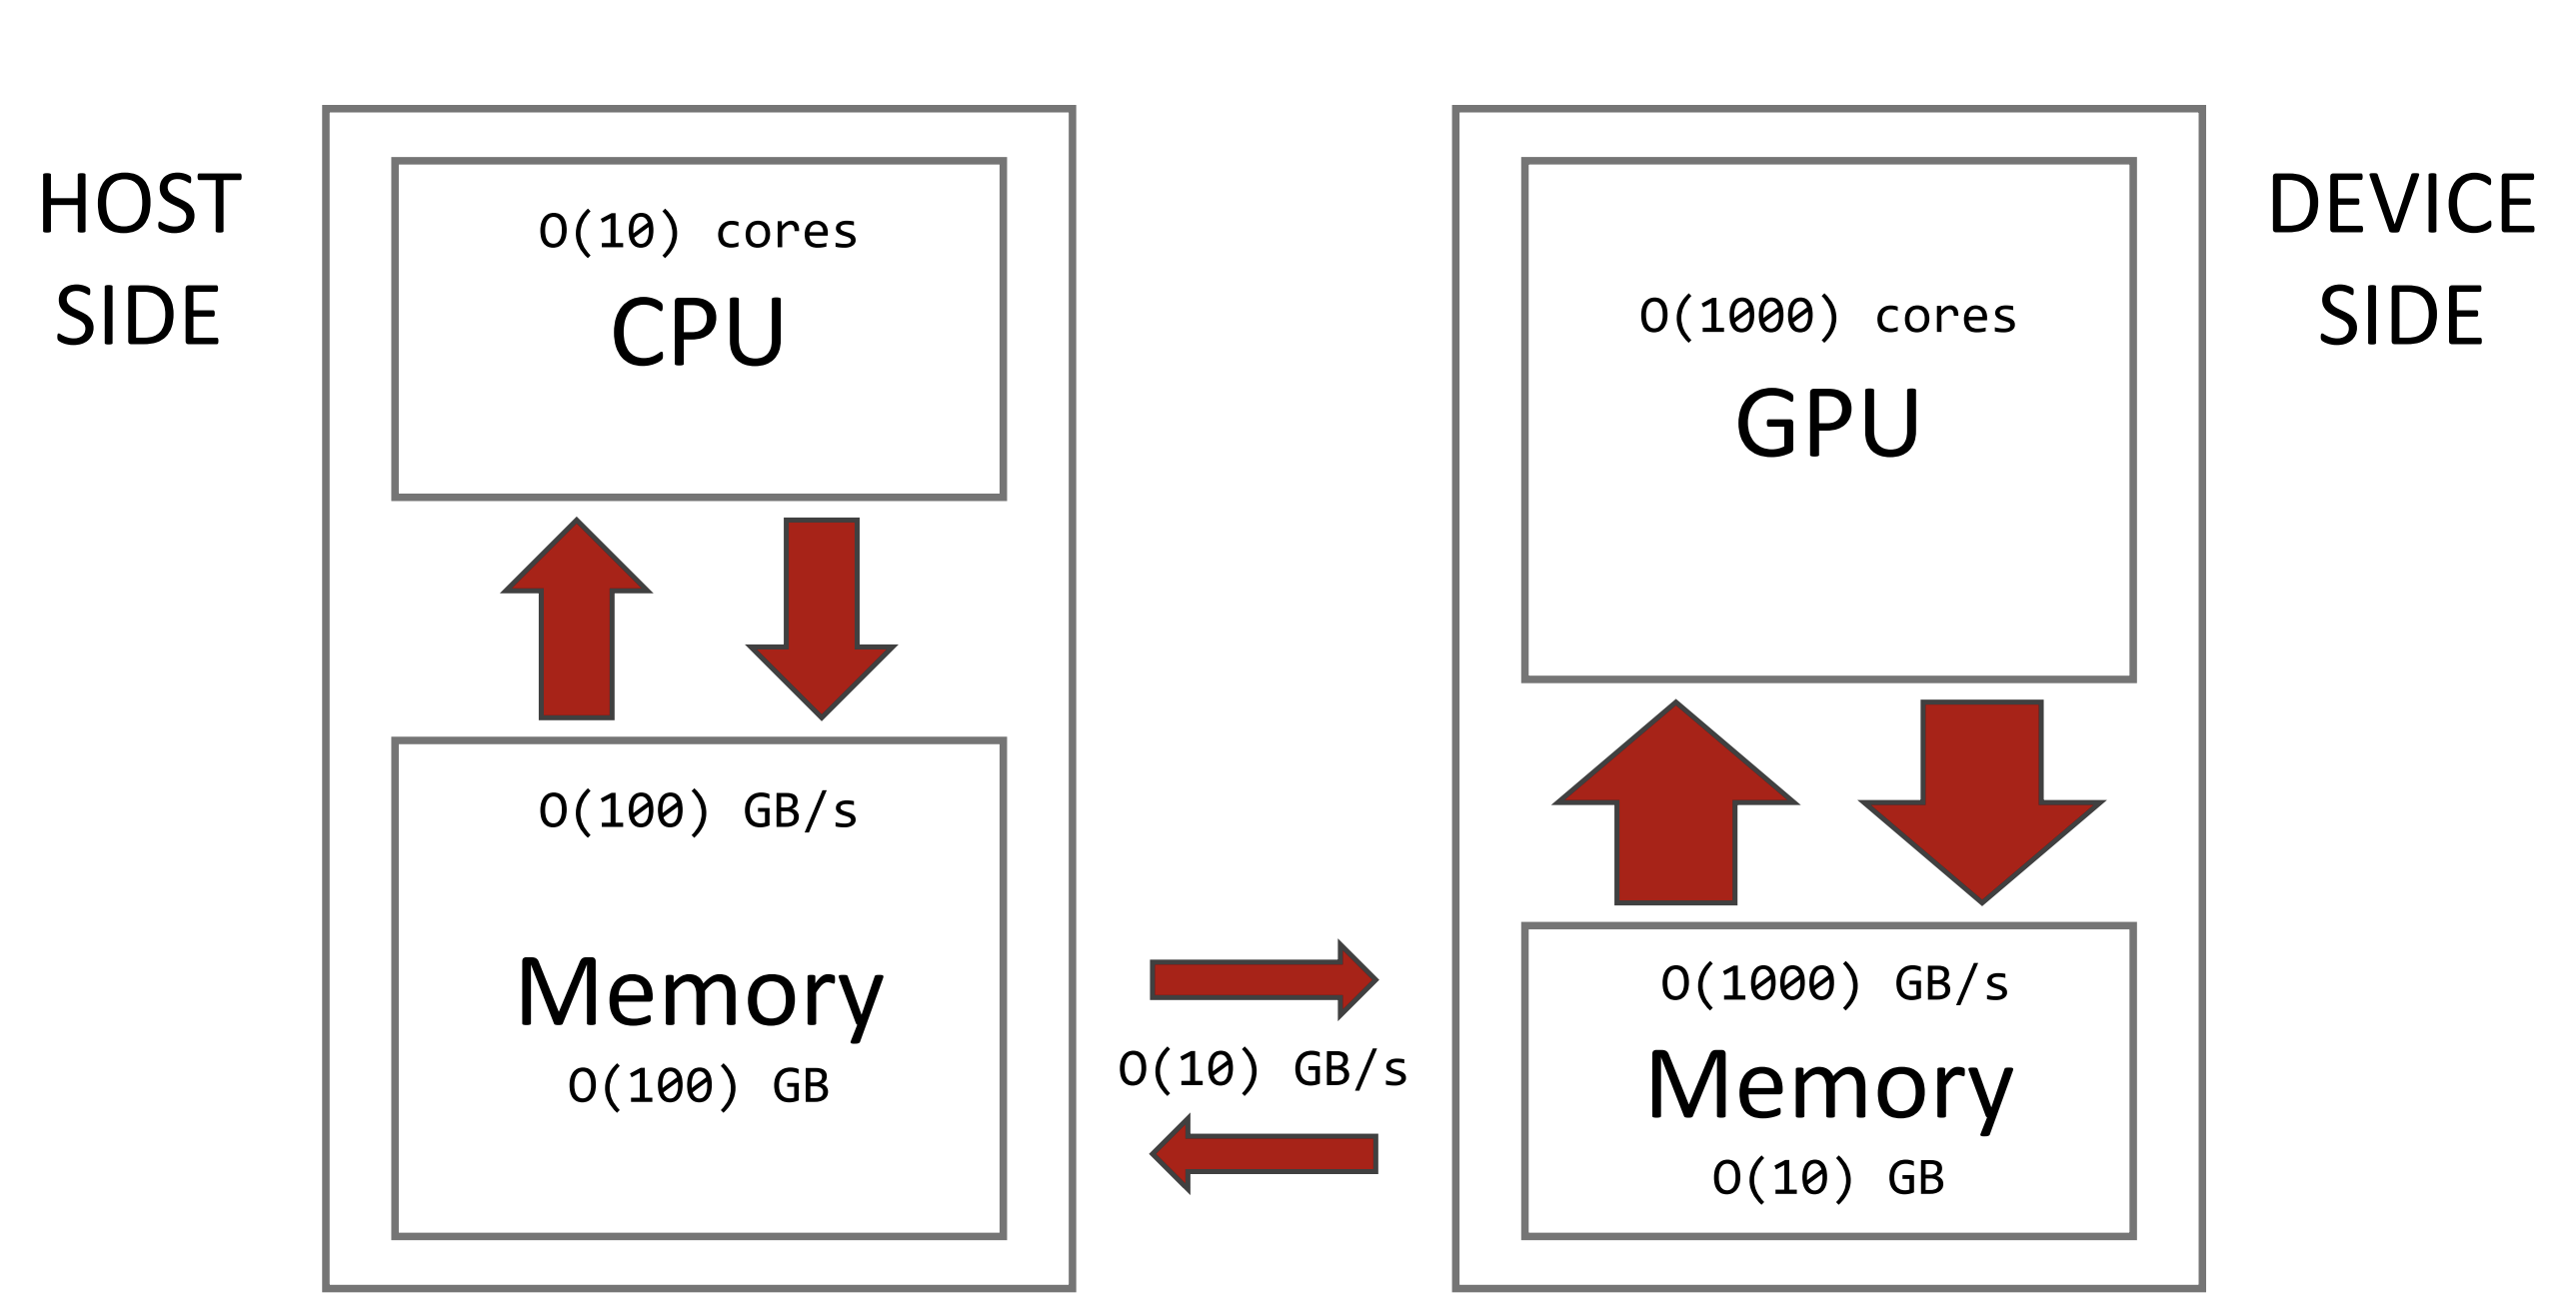 HOST
SIDE
O(10) cores
CPU
O(100) GB/s
Memory
O(100) GB
O(10) GB/s
O(1000) cores
GPU
O(1000) GB/s
Memory
O(10) GB
DEVICE
SIDE